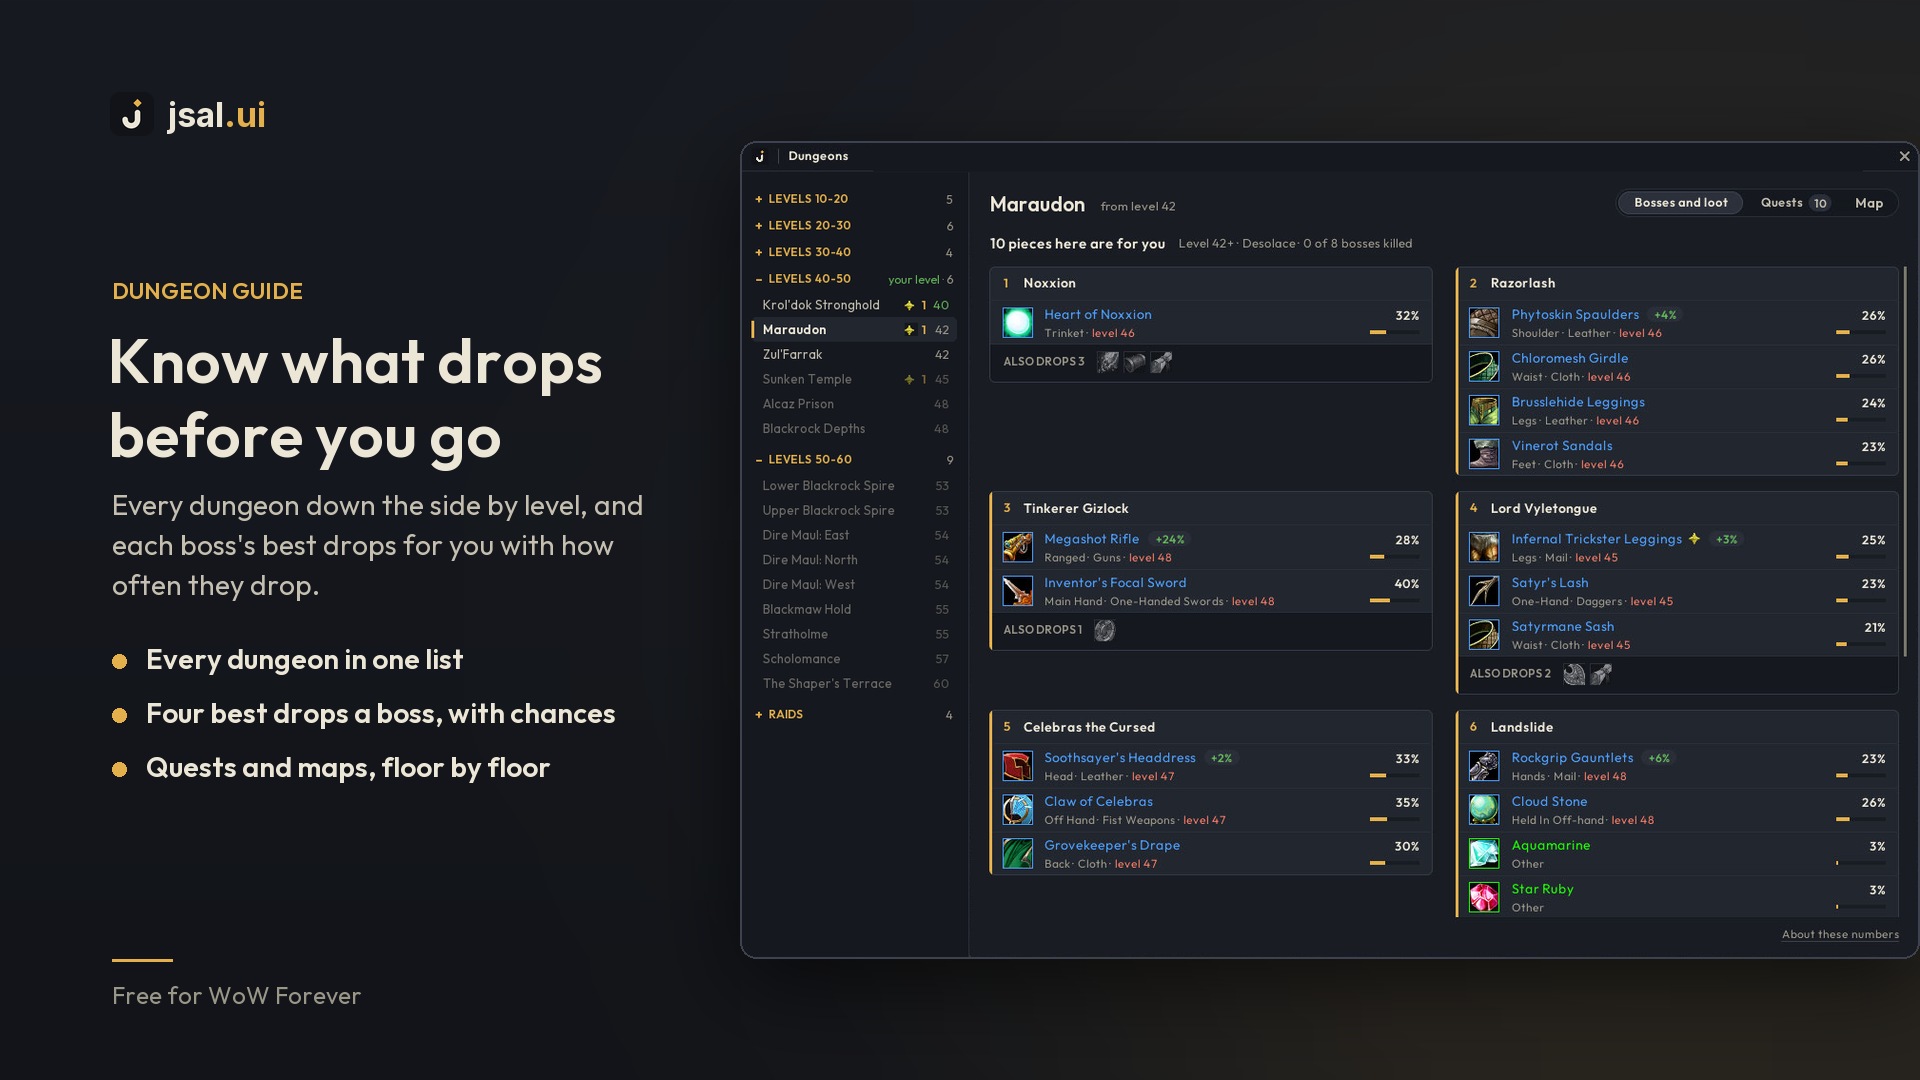 jsal.ui
DUNGEON GUIDE
Know what drops
before you go
Every dungeon down the side by level, and
each boss's best drops for you with how
often they drop.
Every dungeon in one list
Four best drops a boss, with chances
Quests and maps, floor by floor
Free for WoW Forever
Dungeons
+ LEVELS 10-20 5
+ LEVELS 20-30 6
+ LEVELS 30-40 4
– LEVELS 40-50 your level · 6
Krol'dok Stronghold 1 40
Maraudon 1 42
Zul'Farrak 42
Sunken Temple 1 45
Alcaz Prison 48
Blackrock Depths 48
– LEVELS 50-60 9
Lower Blackrock Spire 53
Upper Blackrock Spire 53
Dire Maul: East 54
Dire Maul: North 54
Dire Maul: West 54
Blackmaw Hold 55
Stratholme 55
Scholomance 57
The Shaper's Terrace 60
+ RAIDS 4
Maraudon from level 42
Bosses and loot Quests 10 Map
10 pieces here are for you Level 42+ · Desolace · 0 of 8 bosses killed
1 Noxxion
Heart of Noxxion 32%
Trinket · level 46
ALSO DROPS 3
2 Razorlash
Phytoskin Spaulders +4% 26%
Shoulder · Leather · level 46
Chloromesh Girdle 26%
Waist · Cloth · level 46
Brusslehide Leggings 24%
Legs · Leather · level 46
Vinerot Sandals 23%
Feet · Cloth · level 46
3 Tinkerer Gizlock
Megashot Rifle +24% 28%
Ranged · Guns · level 48
Inventor's Focal Sword 40%
Main Hand · One-Handed Swords · level 48
ALSO DROPS 1
4 Lord Vyletongue
Infernal Trickster Leggings +3% 25%
Legs · Mail · level 45
Satyr's Lash 23%
One-Hand · Daggers · level 45
Satyrmane Sash 21%
Waist · Cloth · level 45
ALSO DROPS 2
5 Celebras the Cursed
Soothsayer's Headdress +2% 33%
Head · Leather · level 47
Claw of Celebras 35%
Off Hand · Fist Weapons · level 47
Grovekeeper's Drape 30%
Back · Cloth · level 47
6 Landslide
Rockgrip Gauntlets +6% 23%
Hands · Mail · level 48
Cloud Stone 26%
Held In Off-hand · level 48
Aquamarine 3%
Other
Star Ruby 3%
Other
About these numbers